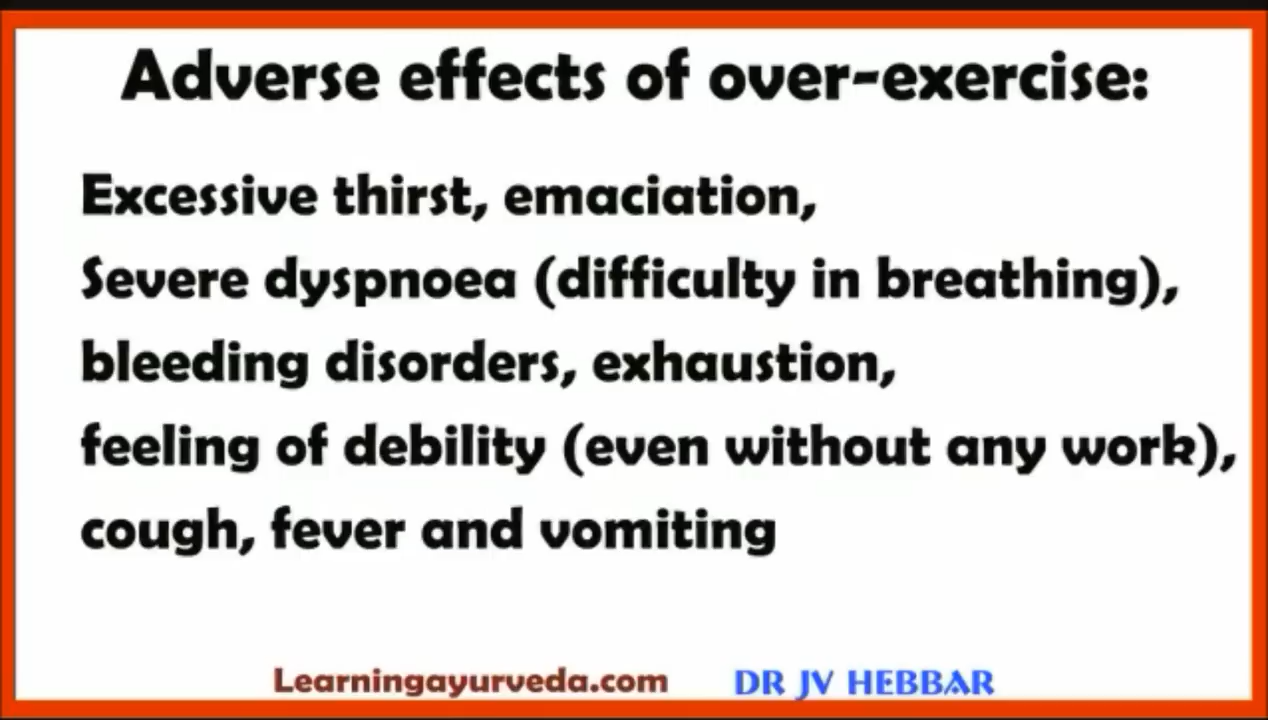 Adverse effects of over-exercise:
Excessive thirst, emaciation,
Severe dyspnoea (difficulty in breathing),
bleeding disorders, exhaustion,
feeling of debility (even without any work),
cough, fever and vomiting
Learningayurveda.com DR JV HEBBAR